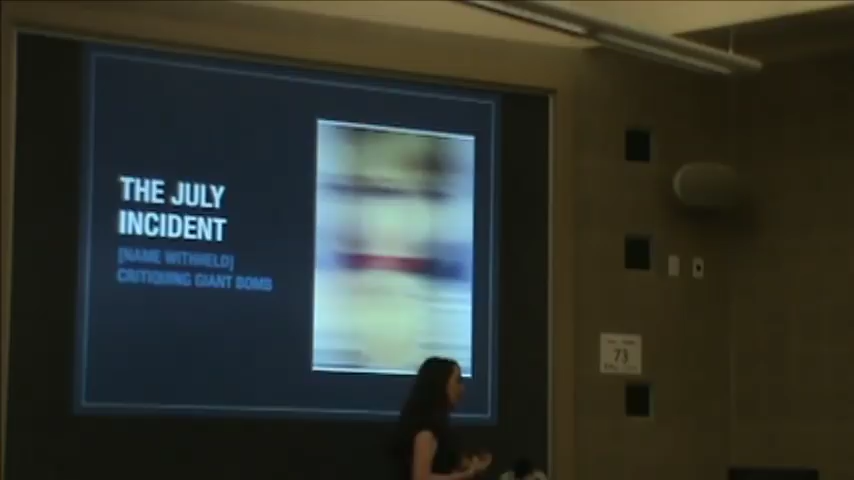 THE JULY
INCIDENT
[NAME WITHHELD]
CRITIQUING GIANT BOMB
73